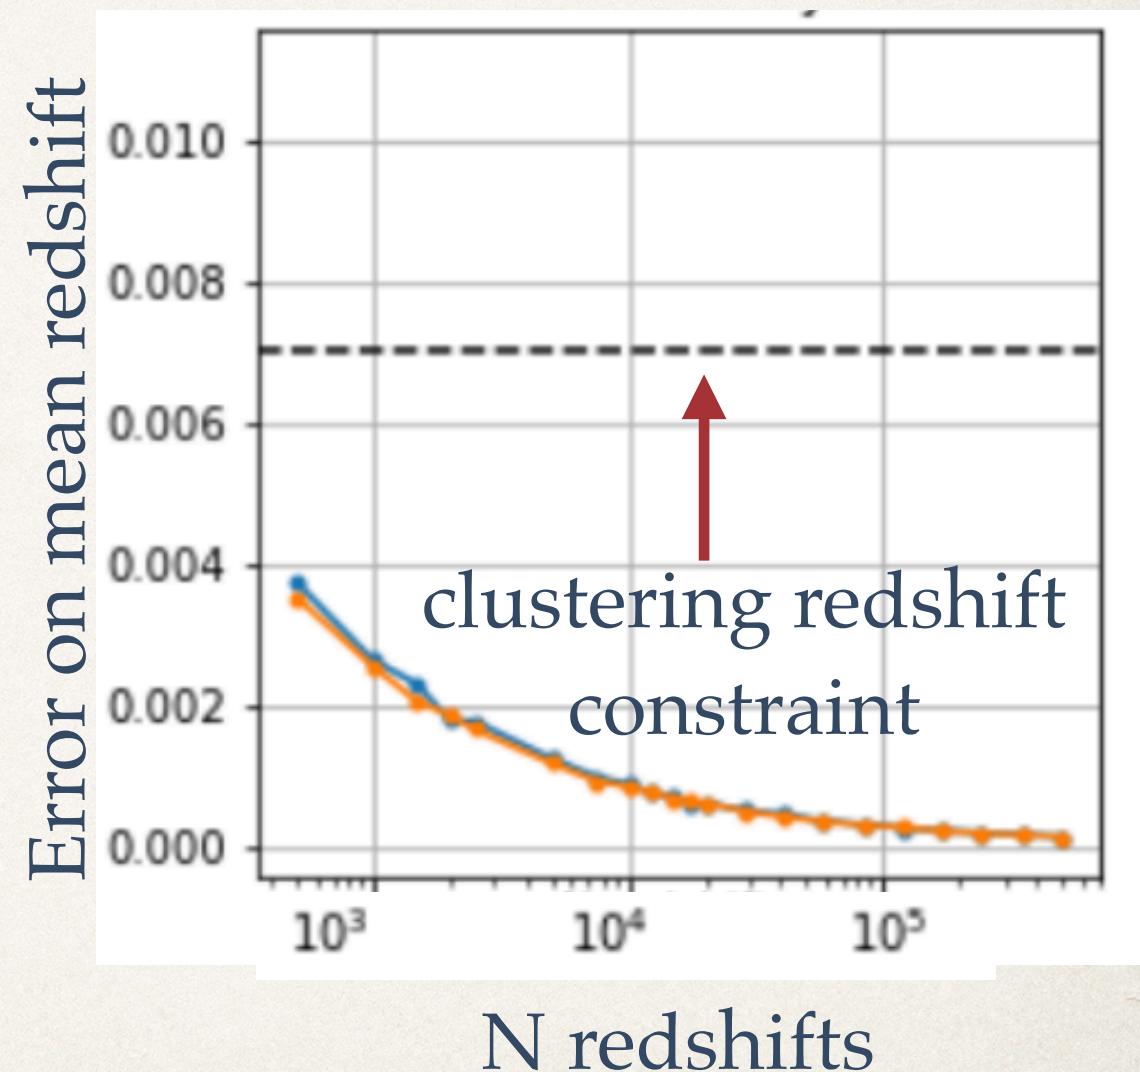 Error on mean redshift
0.010
0.008
0.006
0.004
0.002
0.000
clustering redshift
constraint
10³
10⁴
10⁵
N redshifts